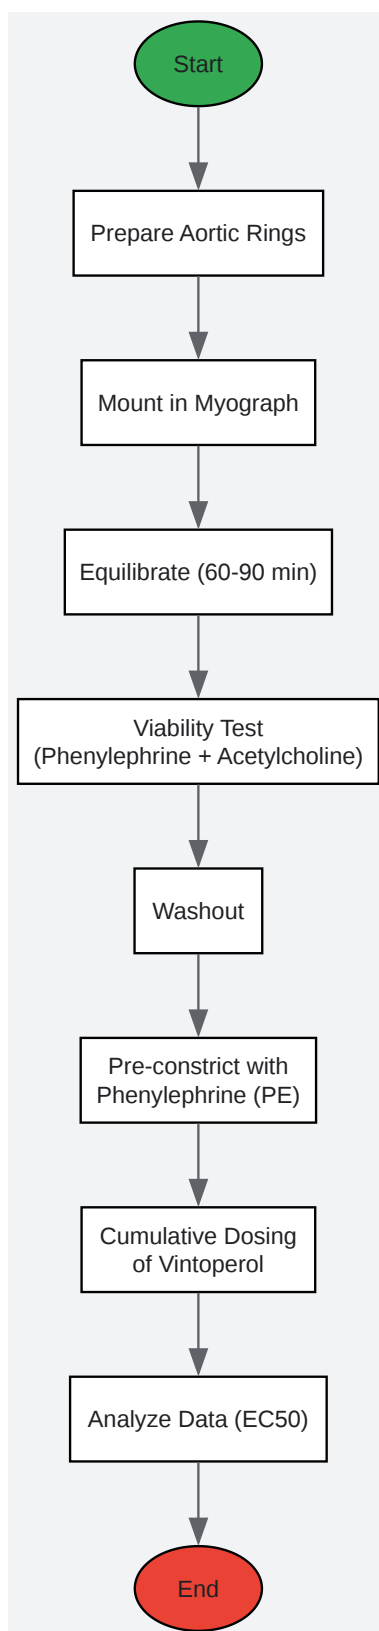 Start
Prepare Aortic Rings
Mount in Myograph
Equilibrate (60-90 min)
Viability Test
(Phenylephrine + Acetylcholine)
Washout
Pre-constrict with
Phenylephrine (PE)
Cumulative Dosing
of Vintoperol
Analyze Data (EC50)
End